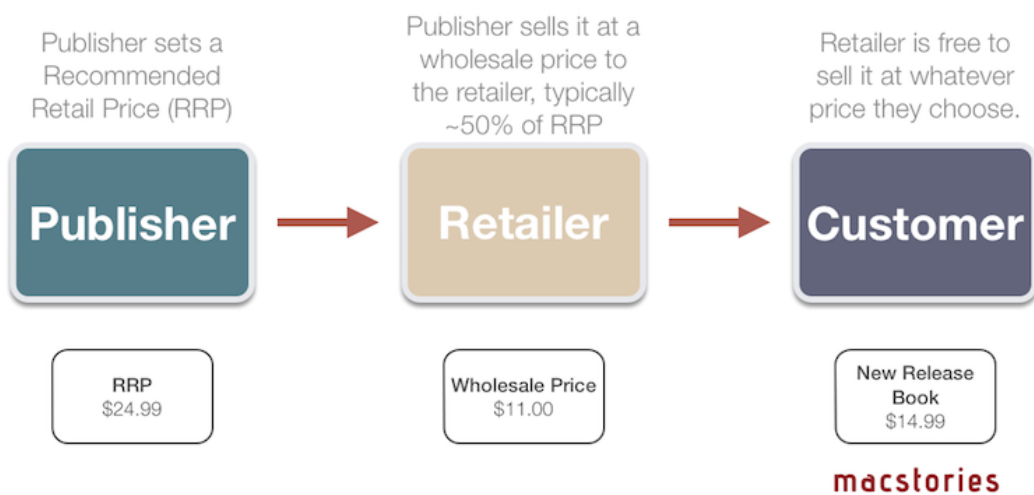 Publisher sets a
Recommended
Retail Price (RRP)
Publisher sells it at a
wholesale price to
the retailer, typically
~50% of RRP
Retailer is free to
sell it at whatever
price they choose.
Publisher
Retailer
Customer
RRP
$24.99
Wholesale Price
$11.00
New Release
Book
$14.99
macstories